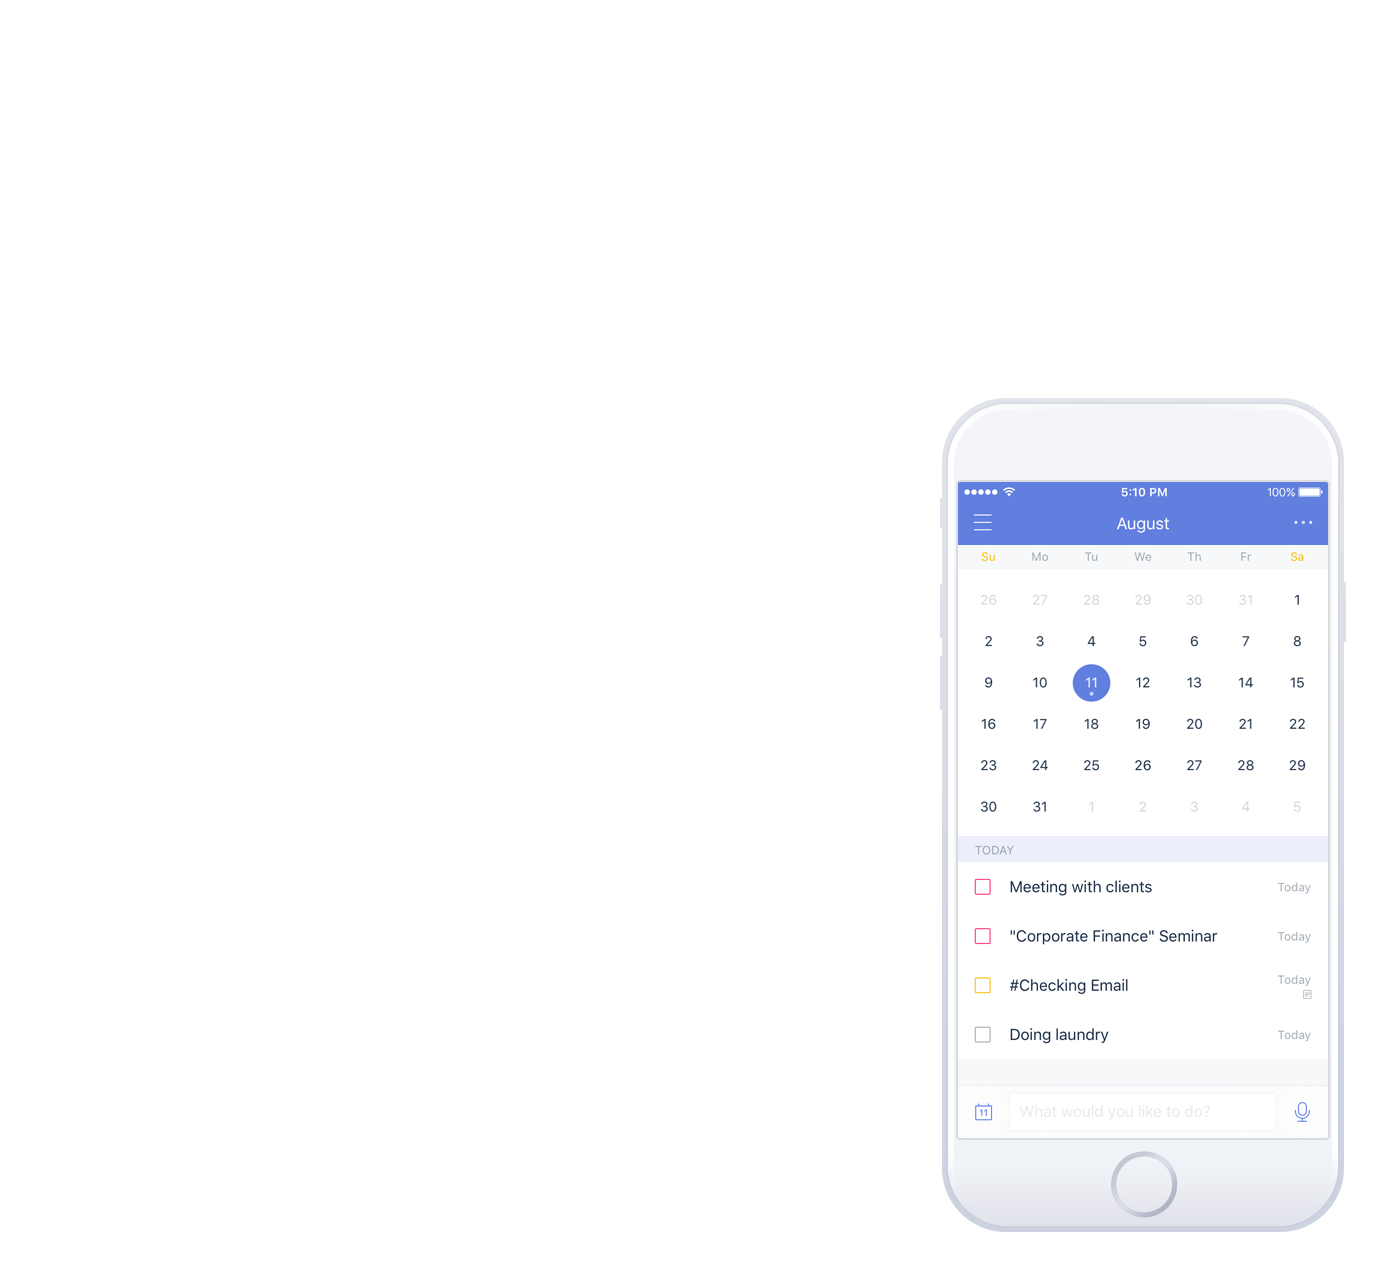 5:10 PM 100%
August
Su Mo Tu We Th Fr Sa
26 27 28 29 30 31 1
2 3 4 5 6 7 8
9 10 11 12 13 14 15
16 17 18 19 20 21 22
23 24 25 26 27 28 29
30 31 1 2 3 4 5
TODAY
Meeting with clients Today
"Corporate Finance" Seminar Today
#Checking Email Today
Doing laundry Today
11 What would you like to do?